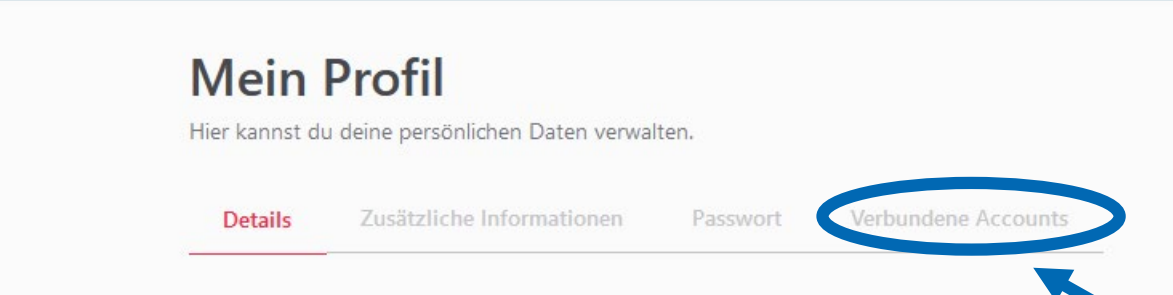 Mein Profil
Hier kannst du deine persönlichen Daten verwalten.
Details Zusätzliche Informationen Passwort Verbundene Accounts